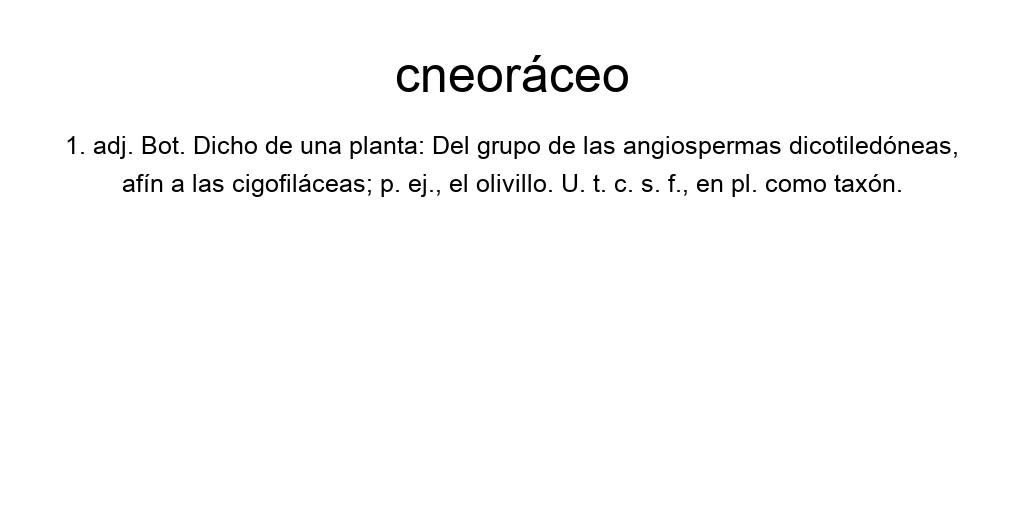 cneoráceo
1. adj. Bot. Dicho de una planta: Del grupo de las angiospermas dicotiledóneas,
afín a las cigofiláceas; p. ej., el olivillo. U. t. c. s. f., en pl. como taxón.